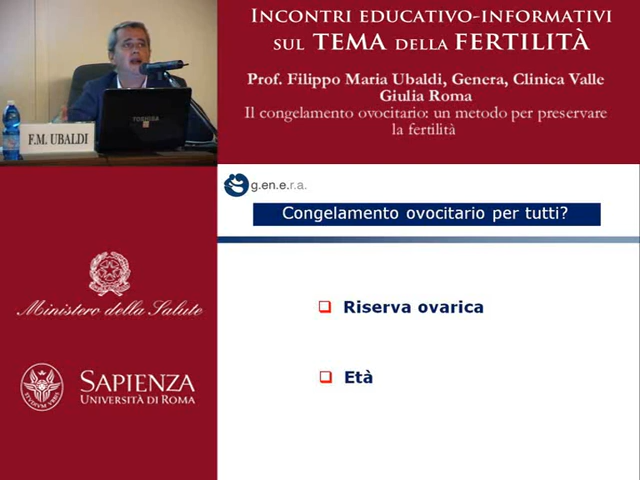 INCONTRI EDUCATIVO-INFORMATIVI
SUL TEMA DELLA FERTILITÀ
Prof. Filippo Maria Ubaldi, Genera, Clinica Valle
Giulia Roma
Il congelamento ovocitario: un metodo per preservare
la fertilità
TOSHIBA
F.M. UBALDI
g.en.e.r.a.
Congelamento ovocitario per tutti?
Riserva ovarica
Età
Ministero della Salute
SAPIENZA
UNIVERSITÀ DI ROMA